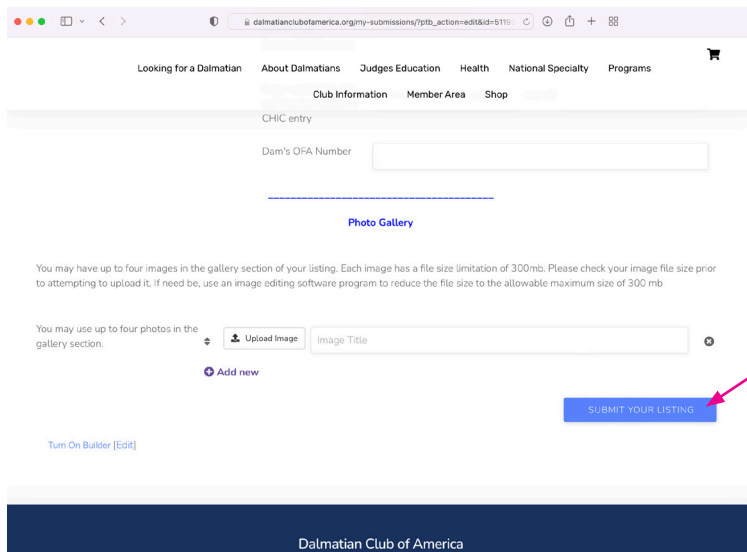 dalmatianclubofamerica.org/my-submissions/?ptb_action=edit&id=5119
Looking for a Dalmatian About Dalmatians Judges Education Health National Specialty Programs
Club Information Member Area Shop
CHIC entry
Dam's OFA Number
Photo Gallery
You may have up to four images in the gallery section of your listing. Each image has a file size limitation of 300mb. Please check your image file size prior
to attempting to upload it. If need be, use an image editing software program to reduce the file size to the allowable maximum size of 300 mb
You may use up to four photos in the
gallery section.
Upload Image Image Title
Add new
SUBMIT YOUR LISTING
Turn On Builder [Edit]
Dalmatian Club of America